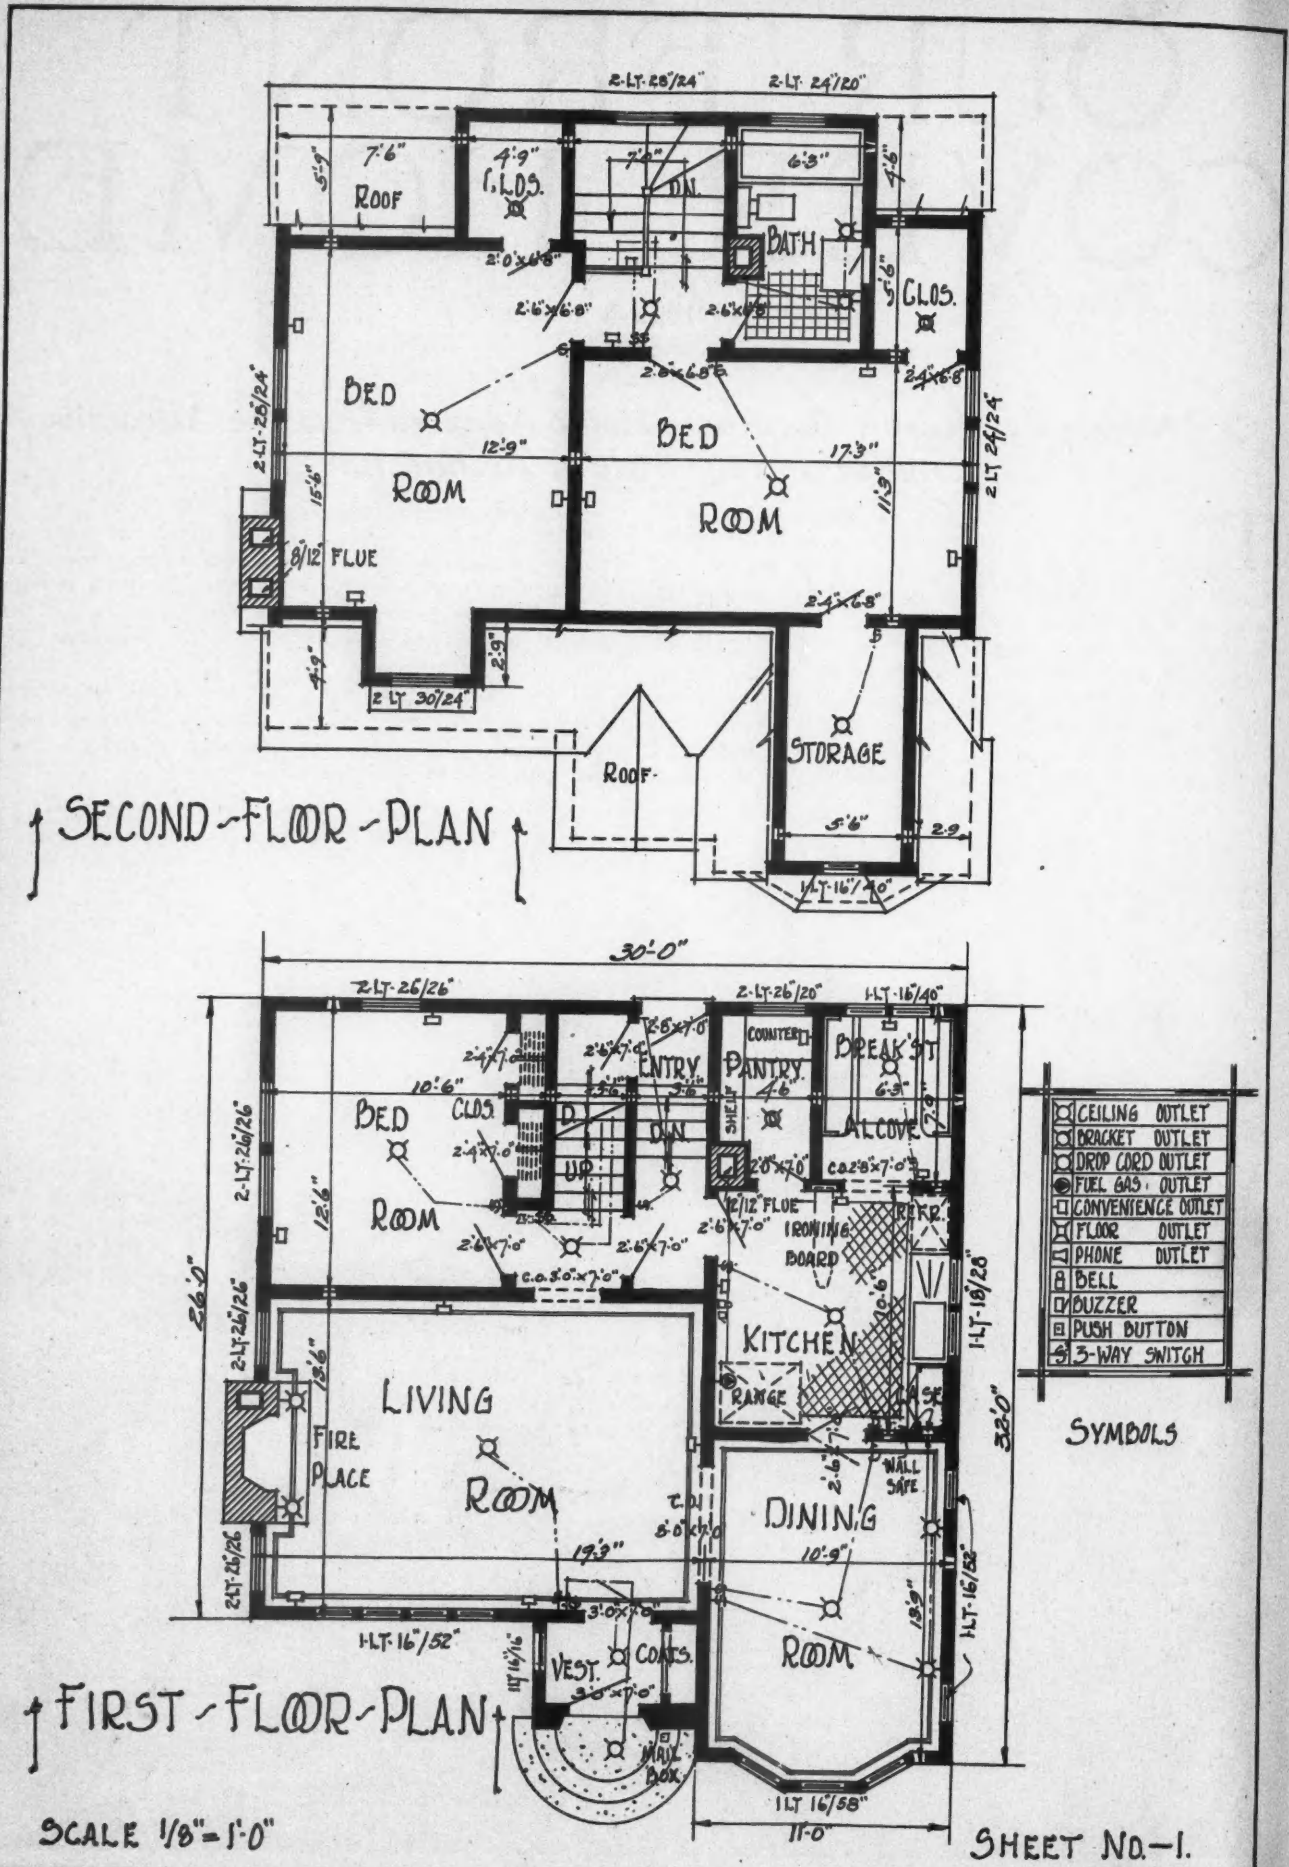 2-LT-28"/24" 2-LT-24"/20"
7'-6" 4'-9" 7'-0" 6'-3"
5'-9" 4'-6"
ROOF CLOS. DN.
BATH
2'-0"x6'-8"
2'-6"x6'-8" 2'-6"x6'-8"
5'-6" CLOS.
2'-4"x6'-8"
2-LT-28"/24" BED BED 2 LT 24/24"
12'-9" 17'-3"
15'-6" ROOM ROOM 11'-3"
8"/12" FLUE
2'-4"x6'-8"
4'-9" 2'-9"
2 LT 30"/24"
STORAGE
ROOF-
5'-6" 2-9
1-LT-16"/40"
SECOND-FLOOR-PLAN
30'-0"
2-LT-26/26" 2-LT-26"/20" 1-LT-16"/40"
2'-8"x7'-0" COUNTER BREAK'ST
2'-4"x7'-0" 2'-6"x7'-0" ENTRY PANTRY
10'-6" 3'-6" 3'-6" 4'-6" 6'-3" 7'-9"
BED CLOS. D. DN. SHELF ALCOVE
2'-4"x7'-0" UP 2'-0"x7'-0" C.O. 2'-8"x7'-0"
2-LT-26"/26" 12'-6" ROOM 12"/12" FLUE REFR.
2'-6"x7'-0" 2'-6"x7'-0" 2'-6"x7'-0" IRONING
BOARD
C.O. 3'-0"x7'-0"
26'-0" 2-LT-26/26" 13'-6" 10'-6" 1-LT-18/28"
KITCHEN
LIVING RANGE CASE
FIRE
PLACE
ROOM 2'-6"x7'-0" WALL
SAFE
32'-0"
C.O. DINING
8'-0"x7'-0"
19'-3" 10'-9"
2-LT-26/26" 13'-9" 1-LT-16/52"
3'-0"x7'-0"
1-LT-16"/52"
VEST. COATS. ROOM
3'-0"x7'-0"
FIRST-FLOOR-PLAN
MAIL
BOX
1 LT 16/58"
11'-0"
CEILING OUTLET
BRACKET OUTLET
DROP CORD OUTLET
FUEL GAS. OUTLET
CONVENIENCE OUTLET
FLOOR OUTLET
PHONE OUTLET
BELL
BUZZER
PUSH BUTTON
S³ 3-WAY SWITCH
SYMBOLS
SCALE 1/8"=1'-0"
SHEET NO.-1.